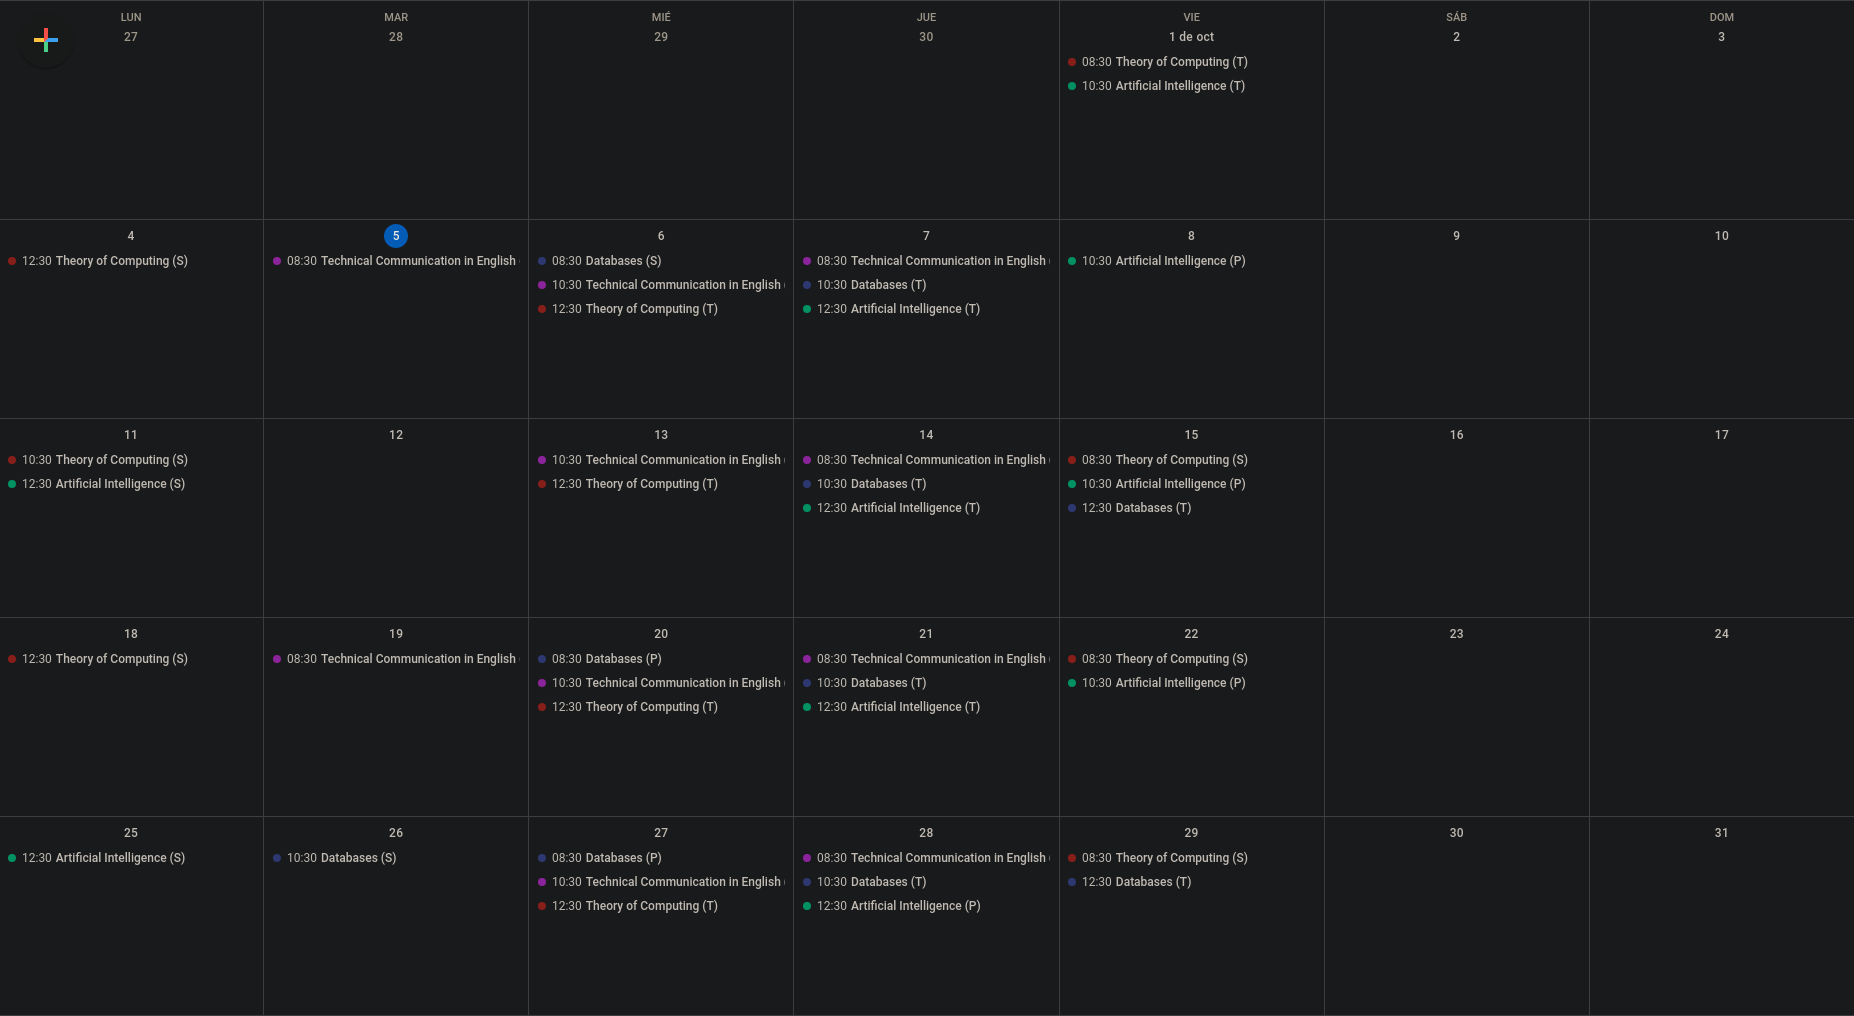 LUN
27
MAR
28
MIÉ
29
JUE
30
VIE
1 de oct
08:30 Theory of Computing (T)
10:30 Artificial Intelligence (T)
SÁB
2
DOM
3
4
12:30 Theory of Computing (S)
5
08:30 Technical Communication in English
6
08:30 Databases (S)
10:30 Technical Communication in English
12:30 Theory of Computing (T)
7
08:30 Technical Communication in English
10:30 Databases (T)
12:30 Artificial Intelligence (T)
8
10:30 Artificial Intelligence (P)
9
10
11
10:30 Theory of Computing (S)
12:30 Artificial Intelligence (S)
12
13
10:30 Technical Communication in English
12:30 Theory of Computing (T)
14
08:30 Technical Communication in English
10:30 Databases (T)
12:30 Artificial Intelligence (T)
15
08:30 Theory of Computing (S)
10:30 Artificial Intelligence (P)
12:30 Databases (T)
16
17
18
12:30 Theory of Computing (S)
19
08:30 Technical Communication in English
20
08:30 Databases (P)
10:30 Technical Communication in English
12:30 Theory of Computing (T)
21
08:30 Technical Communication in English
10:30 Databases (T)
12:30 Artificial Intelligence (T)
22
08:30 Theory of Computing (S)
10:30 Artificial Intelligence (P)
23
24
25
12:30 Artificial Intelligence (S)
26
10:30 Databases (S)
27
08:30 Databases (P)
10:30 Technical Communication in English
12:30 Theory of Computing (T)
28
08:30 Technical Communication in English
10:30 Databases (T)
12:30 Artificial Intelligence (P)
29
08:30 Theory of Computing (S)
12:30 Databases (T)
30
31